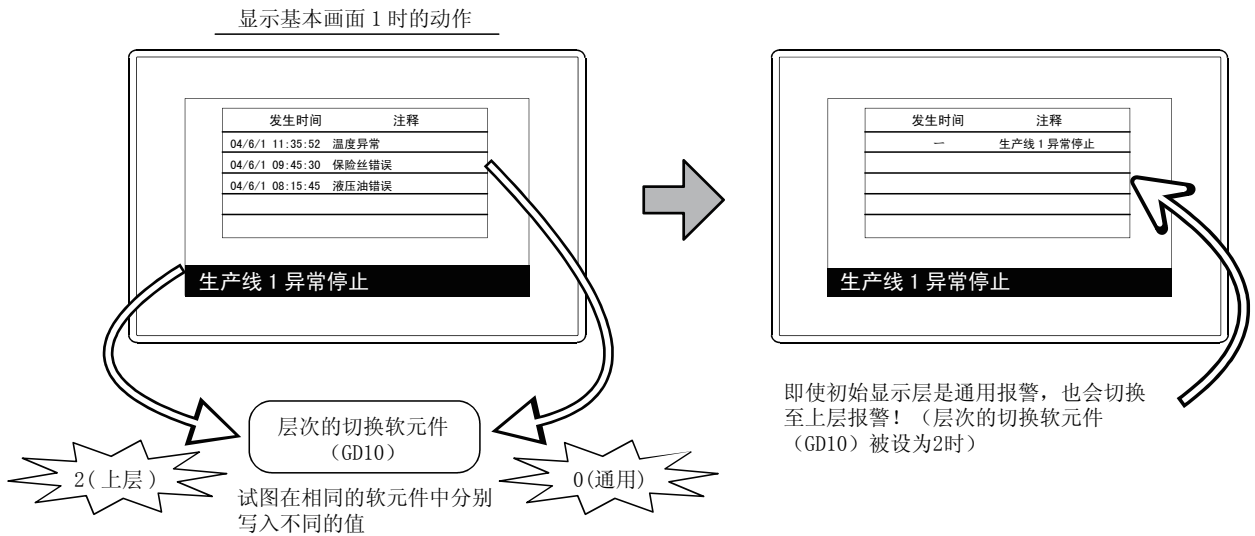 显示基本画面1时的动作
发生时间 注释
04/6/1 11:35:52 温度异常
04/6/1 09:45:30 保险丝错误
04/6/1 08:15:45 液压油错误
生产线1异常停止
发生时间 注释
— 生产线1异常停止
生产线1异常停止
层次的切换软元件
（GD10）
2(上层)
0(通用)
试图在相同的软元件中分别
写入不同的值
即使初始显示层是通用报警，也会切换
至上层报警！（层次的切换软元件
（GD10）被设为2时）